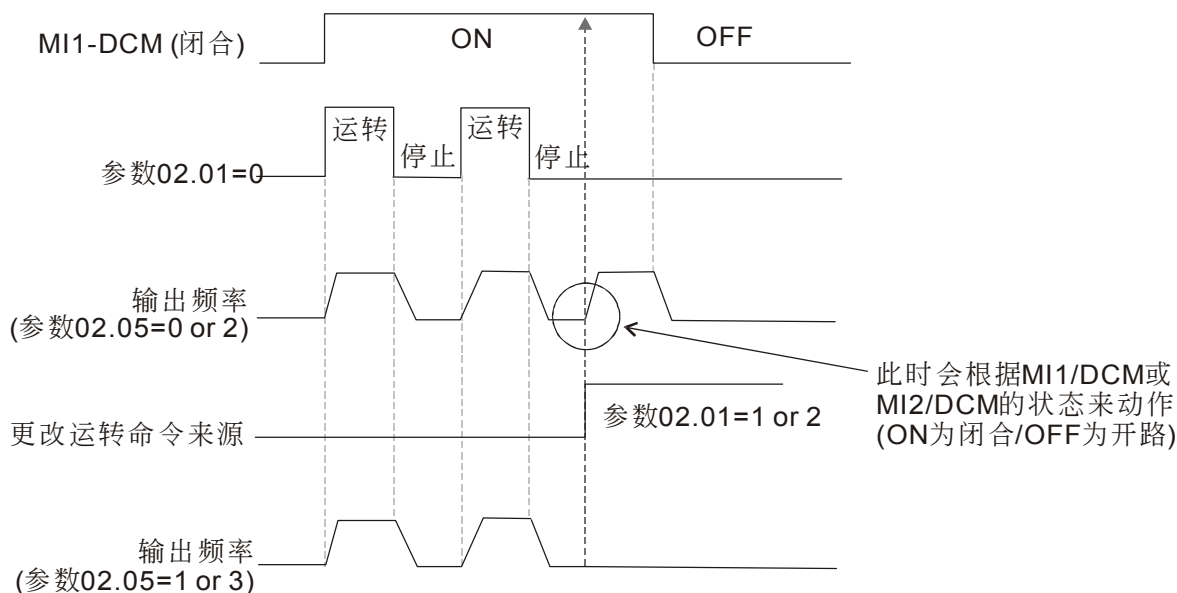 MI1-DCM (闭合)
ON
OFF
运转
停止
运转
停止
参数02.01=0
输出频率
(参数02.05=0 or 2)
此时会根据MI1/DCM或
MI2/DCM的状态来动作
(ON为闭合/OFF为开路)
更改运转命令来源
参数02.01=1 or 2
输出频率
(参数02.05=1 or 3)